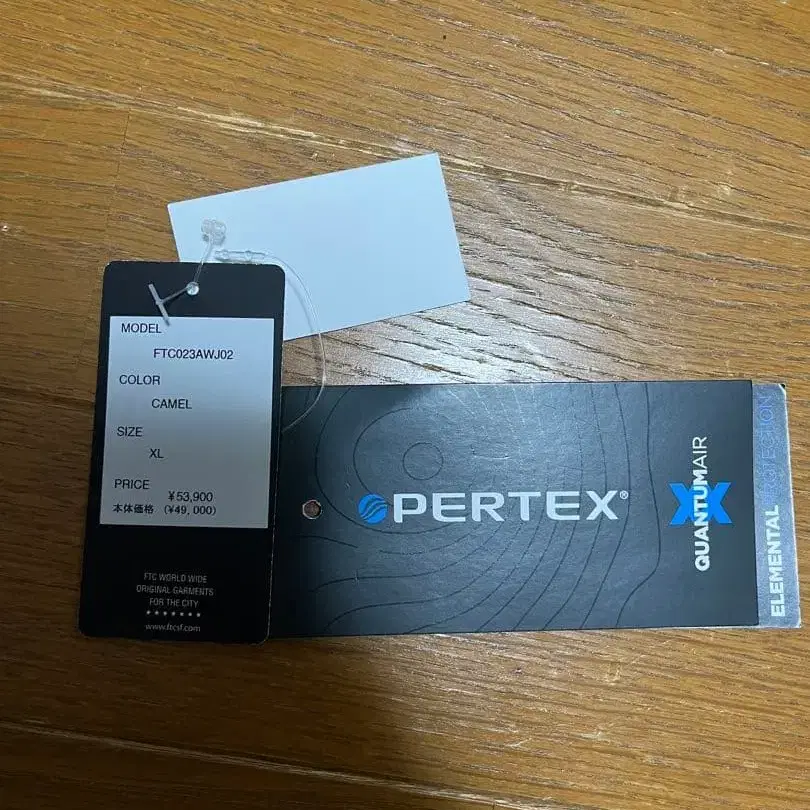 MODEL
FTC023AWJ02
COLOR
CAMEL
SIZE
XL
PRICE
¥53,900
本体価格 (¥49, 000)
FTC WORLD WIDE
ORIGINAL GARMENTS
FOR THE CITY
www.ftcsf.com
PERTEX®
QUANTUMAIR
X
ELEMENTAL PROTECTION